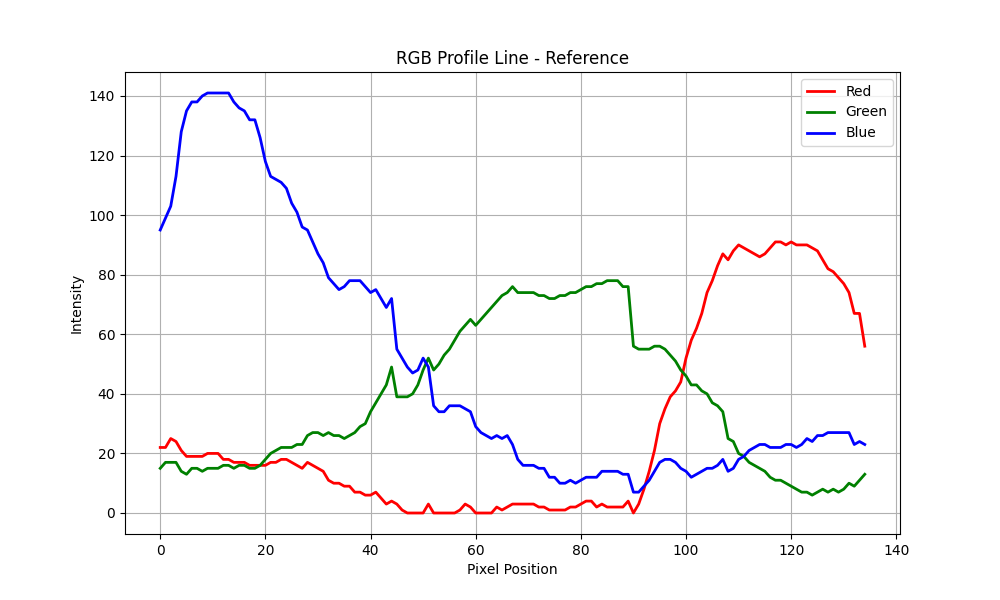 RGB Profile Line - Reference
Red
Green
Blue
Intensity
140
120
100
80
60
40
20
0
0 20 40 60 80 100 120 140
Pixel Position